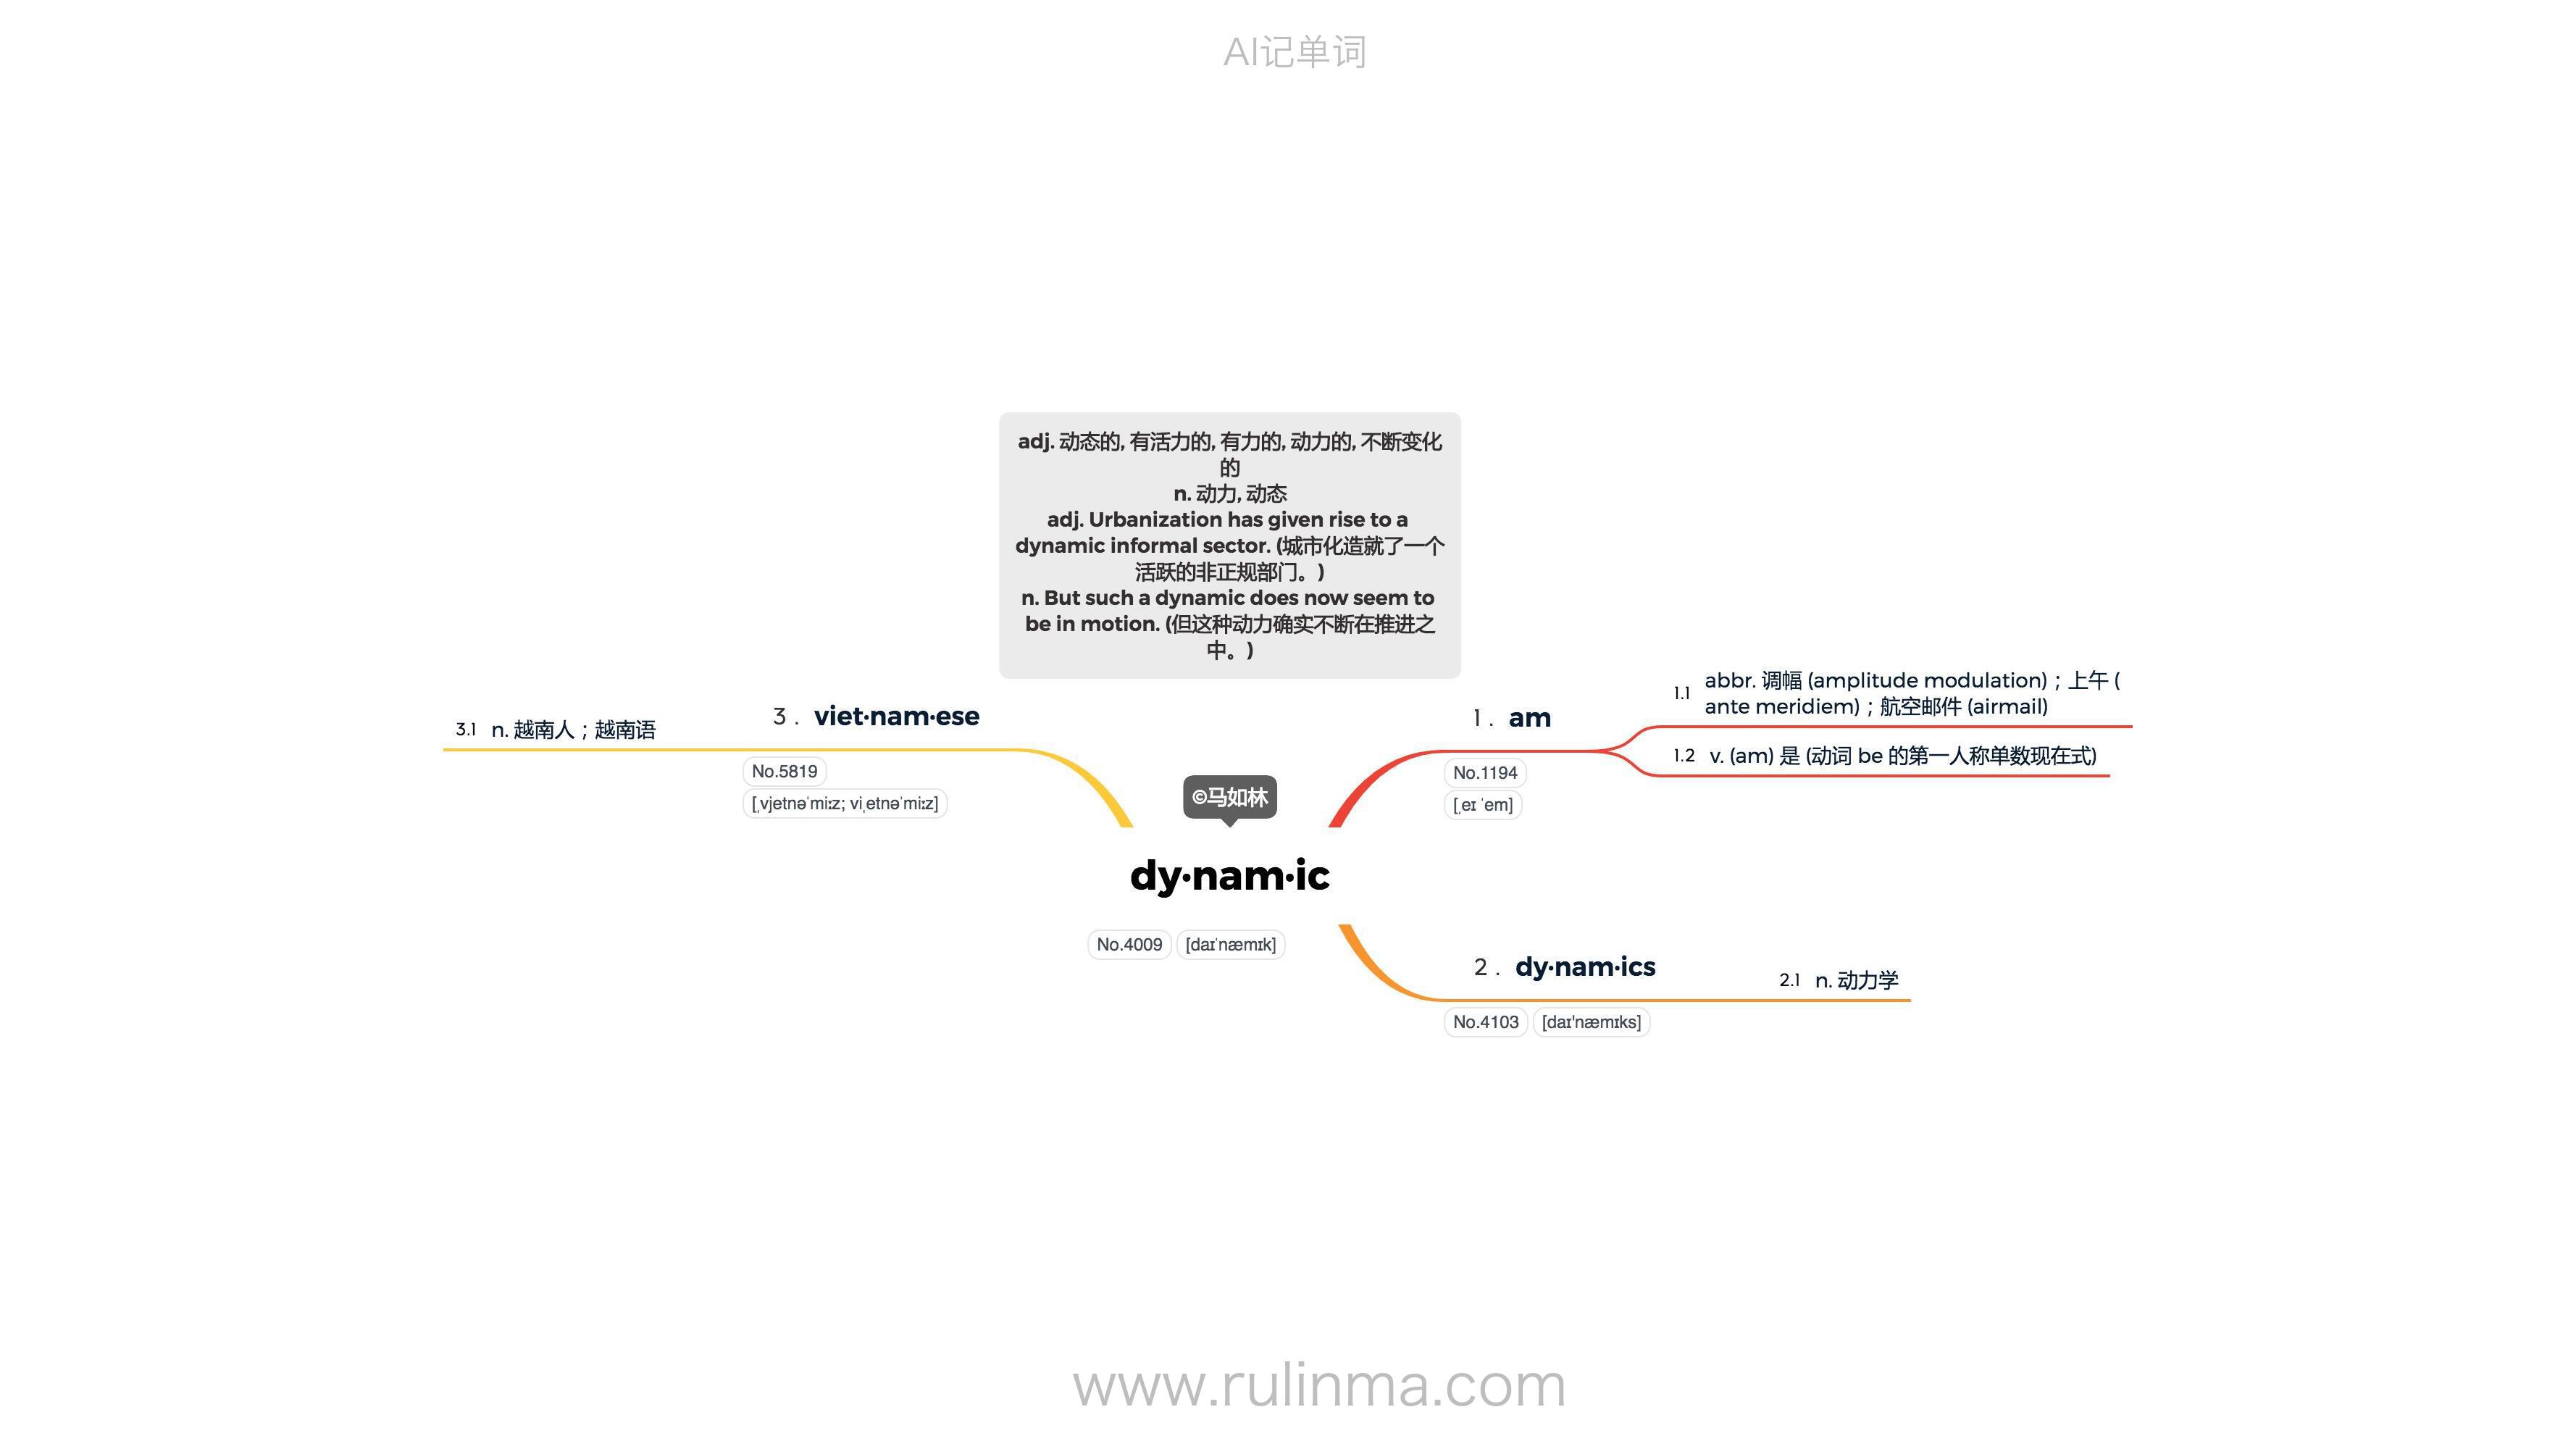 AI记单词
adj. 动态的, 有活力的, 有力的, 动力的, 不断变化
的
n. 动力, 动态
adj. Urbanization has given rise to a
dynamic informal sector. (城市化造就了一个
活跃的非正规部门。)
n. But such a dynamic does now seem to
be in motion. (但这种动力确实不断在推进之
中。)
©马如林
dy·nam·ic
No.4009 [daɪˈnæmɪk]
1. am
No.1194
[ˌeɪ ˈem]
1.1 abbr. 调幅 (amplitude modulation)；上午 (
ante meridiem)；航空邮件 (airmail)
1.2 v. (am) 是 (动词 be 的第一人称单数现在式)
2. dy·nam·ics
No.4103 [daɪ'næmɪks]
2.1 n. 动力学
3. viet·nam·ese
No.5819
[ˌvjetnəˈmiːz; viˌetnəˈmiːz]
3.1 n. 越南人；越南语
www.rulinma.com